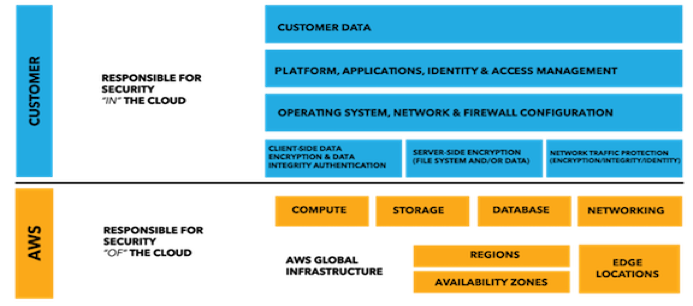 CUSTOMER
RESPONSIBLE FOR
SECURITY
"IN" THE CLOUD
CUSTOMER DATA
PLATFORM, APPLICATIONS, IDENTITY & ACCESS MANAGEMENT
OPERATING SYSTEM, NETWORK & FIREWALL CONFIGURATION
CLIENT-SIDE DATA
ENCRYPTION & DATA
INTEGRITY AUTHENTICATION
SERVER-SIDE ENCRYPTION
(FILE SYSTEM AND/OR DATA)
NETWORK TRAFFIC PROTECTION
(ENCRYPTION/INTEGRITY/IDENTITY)
AWS
RESPONSIBLE FOR
SECURITY
"OF" THE CLOUD
COMPUTE
STORAGE
DATABASE
NETWORKING
AWS GLOBAL
INFRASTRUCTURE
REGIONS
AVAILABILITY ZONES
EDGE
LOCATIONS